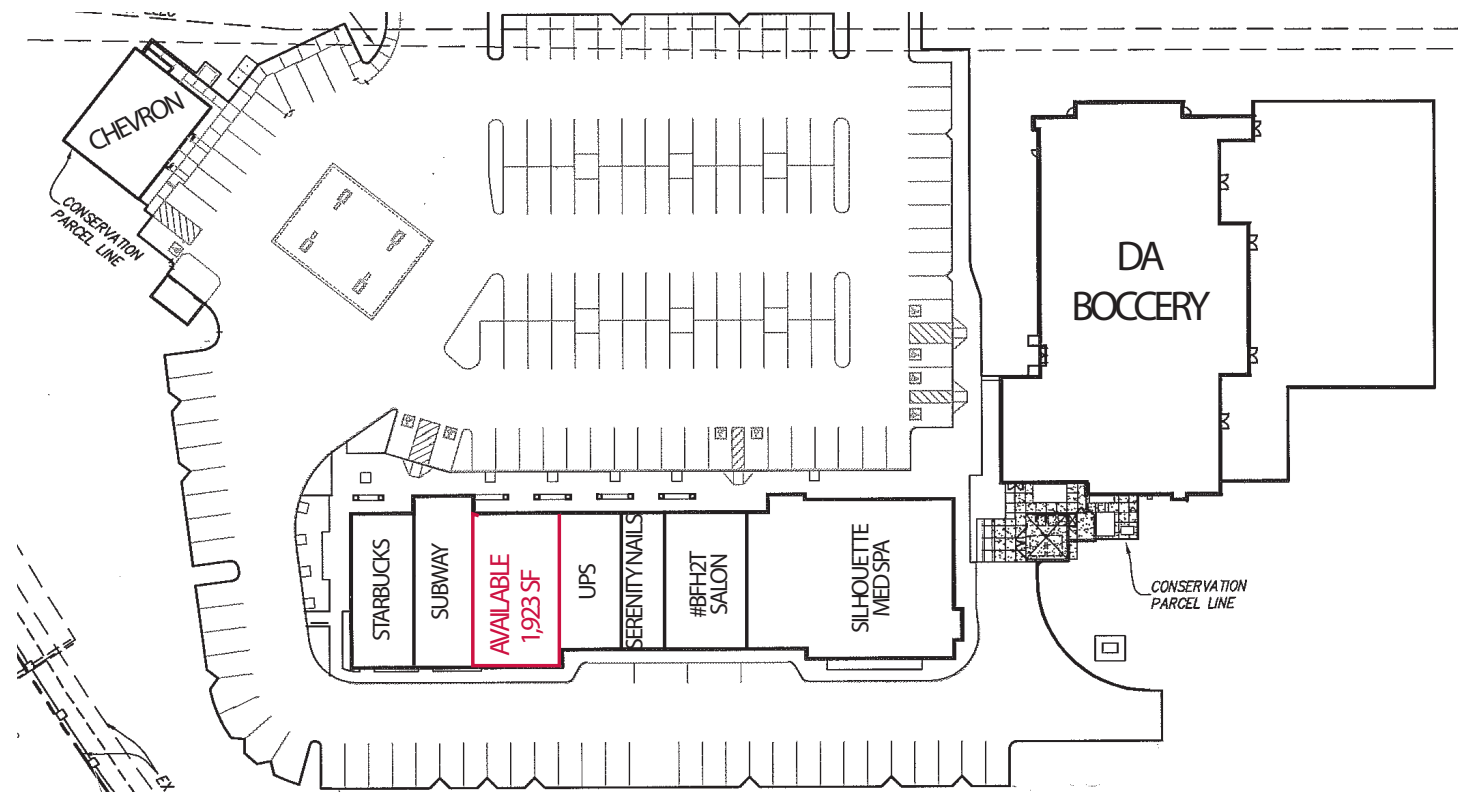 CHEVRON
CONSERVATION
PARCEL LINE
DA
BOCCERY
STARBUCKS
SUBWAY
AVAILABLE
1,923 SF
UPS
SERENITY NAILS
#BFH2T
SALON
SILHOUETTE
MED SPA
CONSERVATION
PARCEL LINE
EX